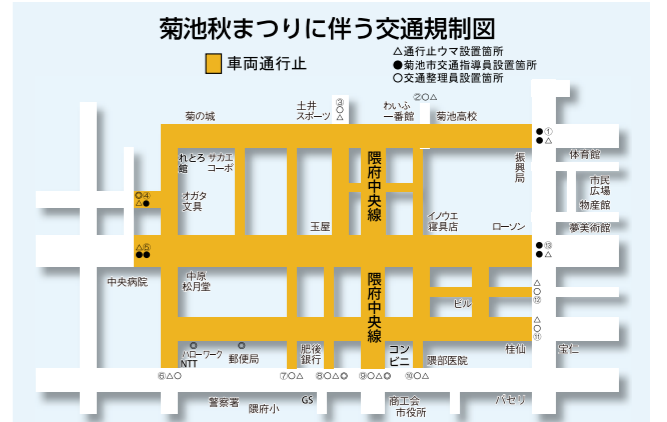 菊池秋まつりに伴う交通規制図
車両通行止
△通行止ウマ設置箇所
●菊池市交通指導員設置箇所
○交通整理員設置箇所
菊の城
土井
スポーツ
③
○
△
わいふ
一番館
②○△
菊池高校
●①
●△
れとろ
館
サカエ
コーポ
隈府中央線
振興局
体育館
市民
広場
物産館
夢美術館
◎④
△●
オガタ
文具
玉屋
イノウエ
寝具店
ローソン
△⑤
●●
●⑬
●△
中央病院
中原
松月堂
隈府中央線
ビル
△
○
⑫
△
○
⑪
◎
ハローワーク
NTT
◎
郵便局
肥後
銀行
コン
ビニ
隈部医院
桂仙
宝仁
⑥△○
⑦○△
⑧○△◎
⑨○△◎
⑩○△
警察署
隈府小
GS
商工会
市役所
パセリ